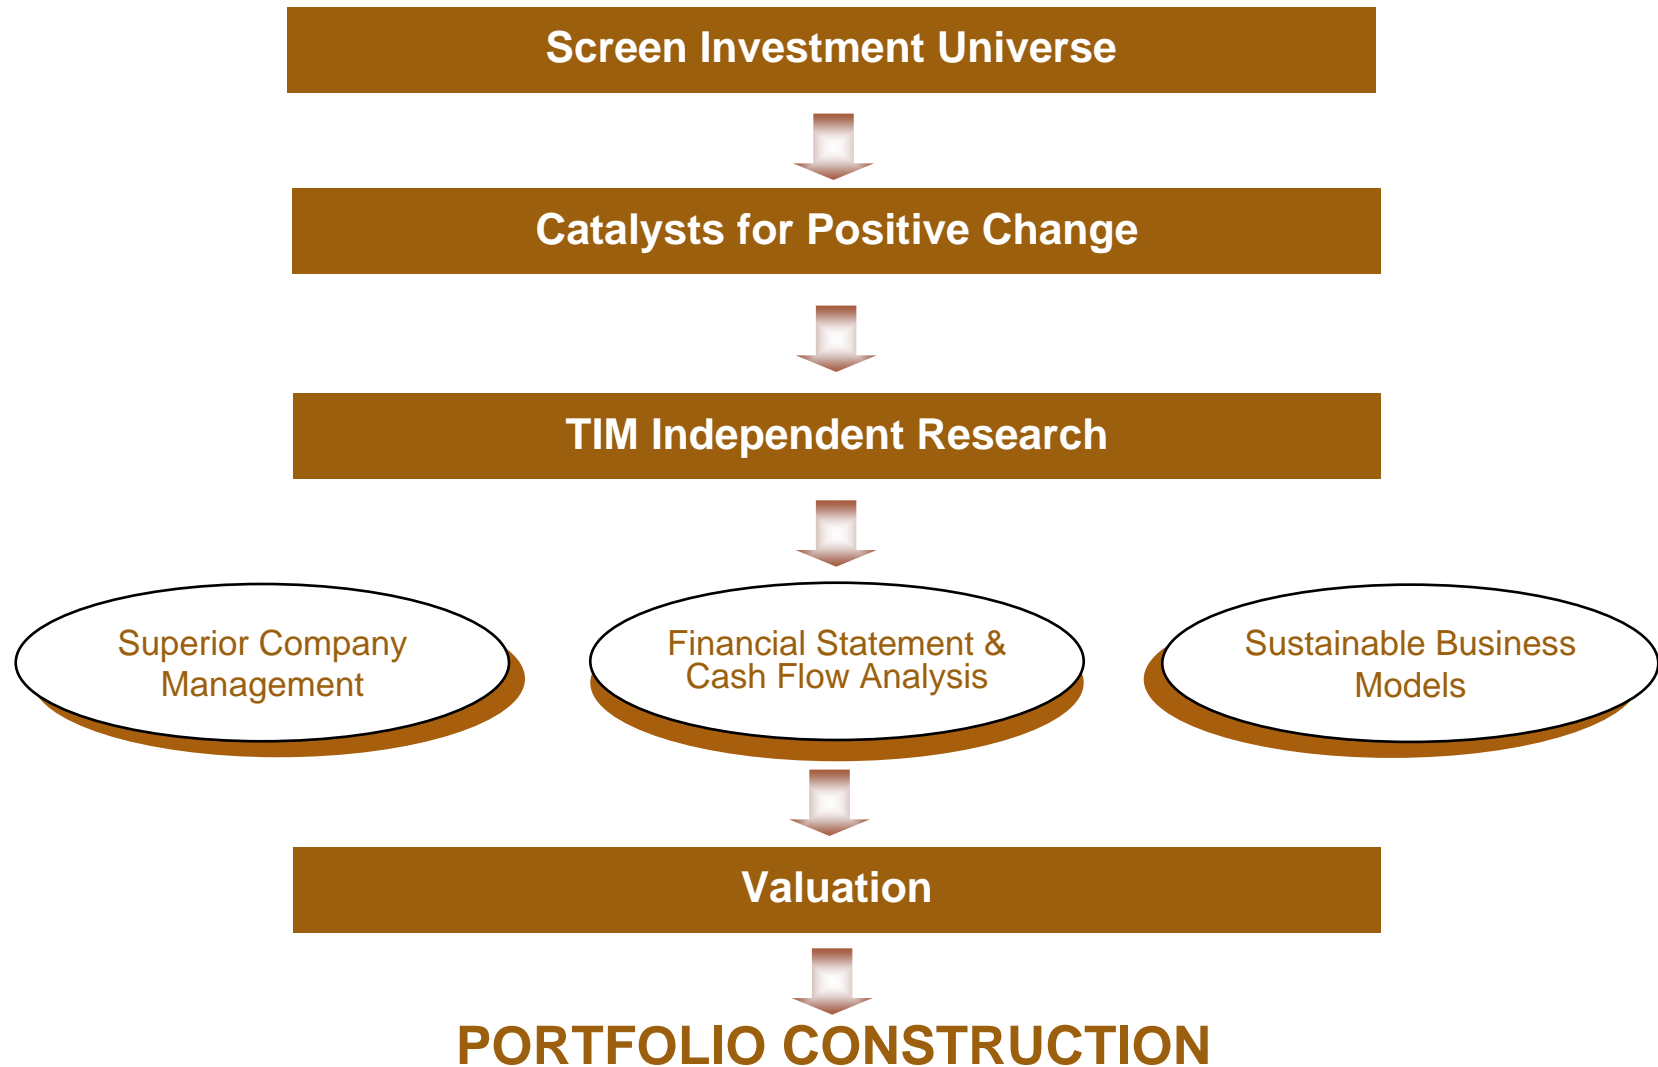 Screen Investment Universe
Catalysts for Positive Change
TIM Independent Research
Superior Company
Management
Financial Statement &
Cash Flow Analysis
Sustainable Business
Models
Valuation
PORTFOLIO CONSTRUCTION